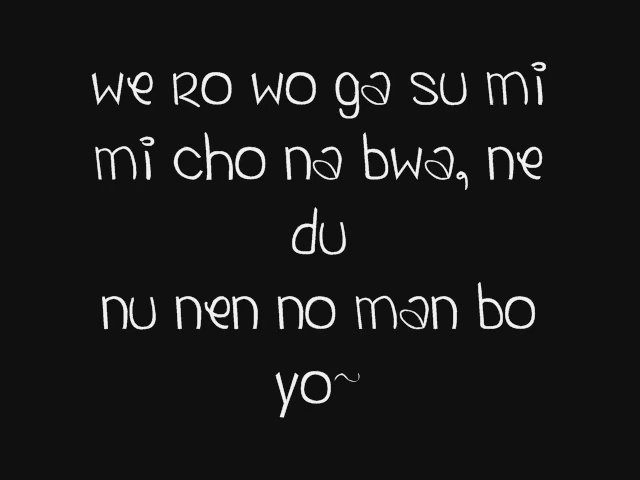 we ro wo ga su mi
mi cho na bwa, ne
du
nu nen no man bo
yo~